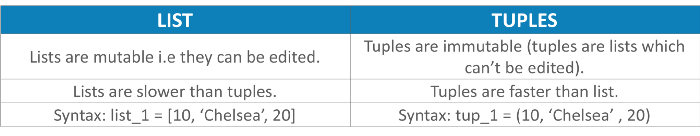 LIST
TUPLES
Lists are mutable i.e they can be edited.
Tuples are immutable (tuples are lists which
can't be edited).
Lists are slower than tuples.
Tuples are faster than list.
Syntax: list_1 = [10, ‘Chelsea’, 20]
Syntax: tup_1 = (10, ‘Chelsea’ , 20)